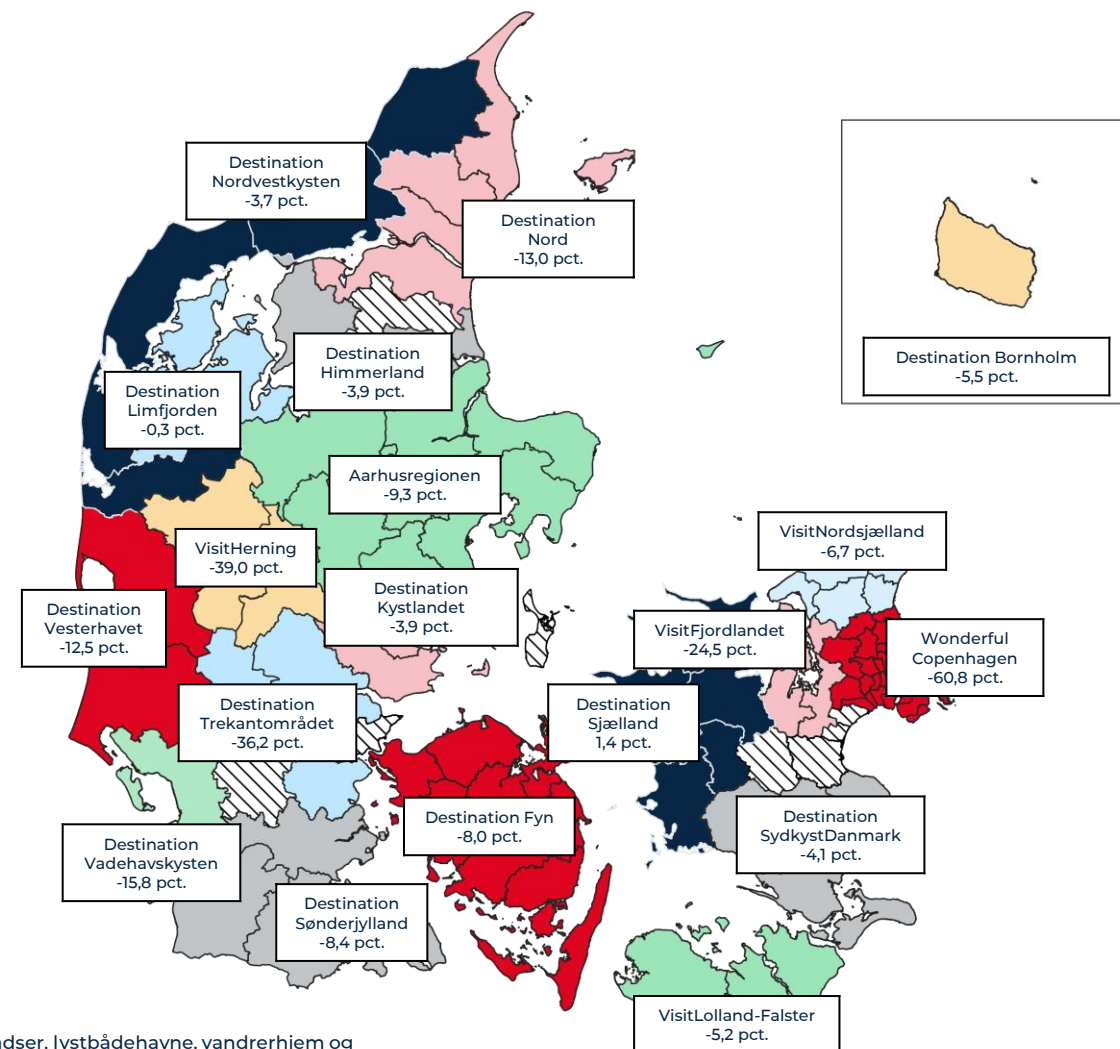 Destination
Nordvestkysten
-3,7 pct.
Destination
Nord
-13,0 pct.
Destination
Himmerland
-3,9 pct.
Destination Bornholm
-5,5 pct.
Destination
Limfjorden
-0,3 pct.
Aarhusregionen
-9,3 pct.
VisitHerning
-39,0 pct.
VisitNordsjælland
-6,7 pct.
Destination
Kystlandet
-3,9 pct.
Destination
Vesterhavet
-12,5 pct.
VisitFjordlandet
-24,5 pct.
Wonderful
Copenhagen
-60,8 pct.
Destination
Trekantområdet
-36,2 pct.
Destination
Sjælland
1,4 pct.
Destination Fyn
-8,0 pct.
Destination
SydkystDanmark
-4,1 pct.
Destination
Vadehavskysten
-15,8 pct.
Destination
Sønderjylland
-8,4 pct.
VisitLolland-Falster
-5,2 pct.
dser, lystbådehavne, vandrerhjem og